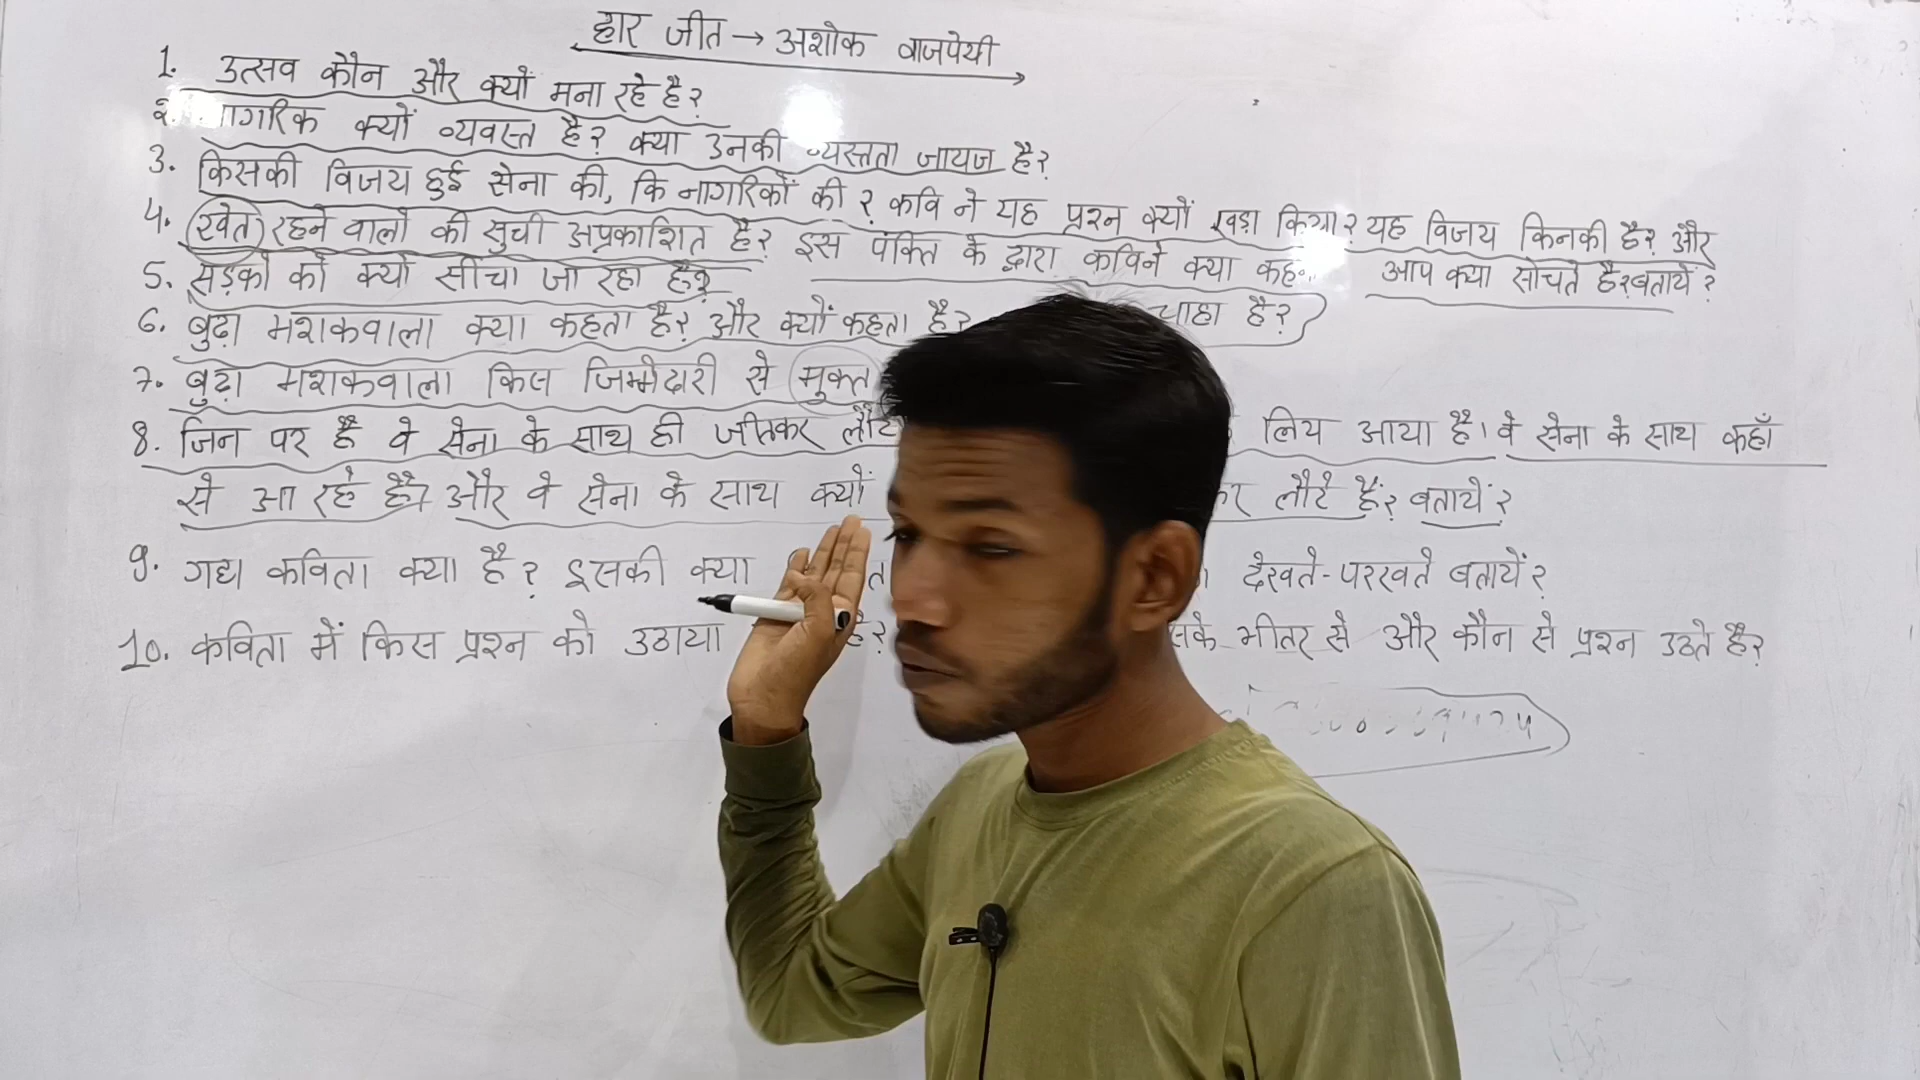 हार जीत → अशोक वाजपेयी
1. उत्सव कौन और क्यों मना रहे है?
2. नागरिक क्यों व्यवस्त है? क्या उनकी व्यस्तता जायज है?
3. किसकी विजय हुई सेना की, कि नागरिकों की? कवि ने यह प्रश्न क्यों खड़ा किया? यह विजय किनकी है? और आप क्या सोचते है? बतायें?
4. खेत रहने वालो की सुची अप्रकाशित है? इस पंक्ति के द्वारा कविने क्या कह चाहा है?
5. सड़को को क्यों सींचा जा रहा है?
6. बुढ़ा मशकवाला क्या कहता है? और क्यों कहता है?
7. बुढ़ा मशकवाला किस जिम्मेदारी से मुक्त
8. जिन पर है वे सेना के साथ ही जीतकर लौटे लिय आया है। वे सेना के साथ कहाँ
से आ रहे है? और वे सेना के साथ क्यों लौटे हैं? बतायें?
9. गद्य कविता क्या है? इसकी क्या देखते-परखते बतायें?
10. कविता में किस प्रश्न को उठाया है? भीतर से और कौन से प्रश्न उठते है?